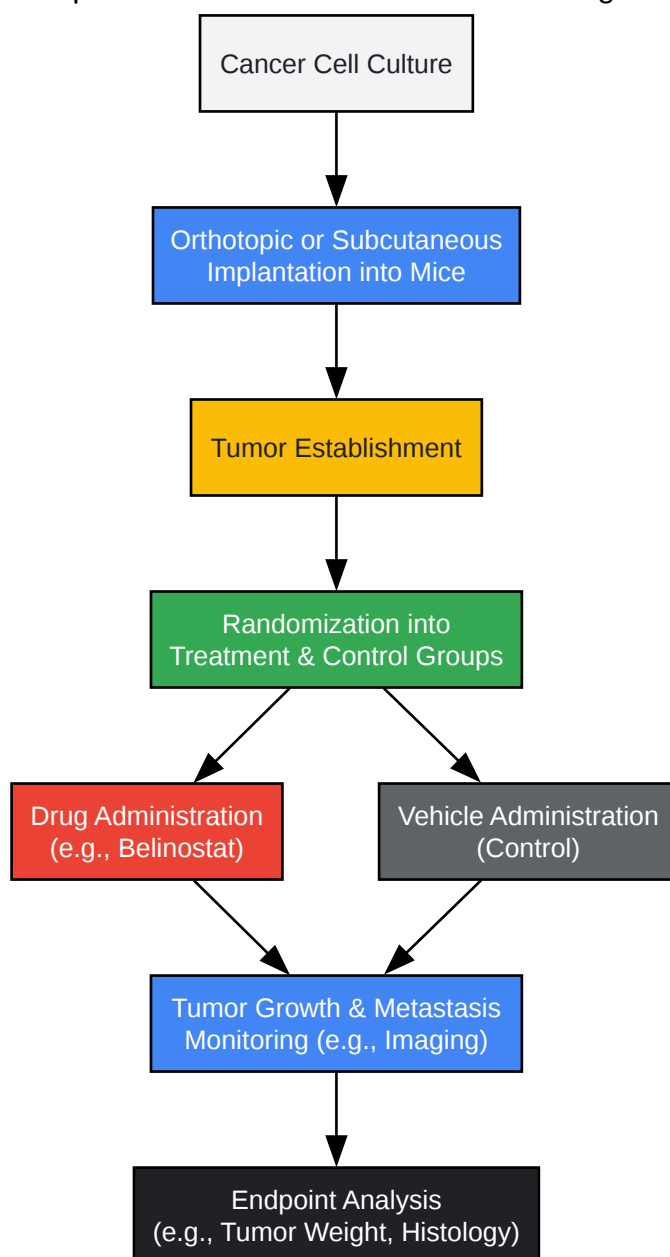 Cancer Cell Culture
Orthotopic or Subcutaneous
Implantation into Mice
Tumor Establishment
Randomization into
Treatment & Control Groups
Drug Administration
(e.g., Belinostat)
Vehicle Administration
(Control)
Tumor Growth & Metastasis
Monitoring (e.g., Imaging)
Endpoint Analysis
(e.g., Tumor Weight, Histology)